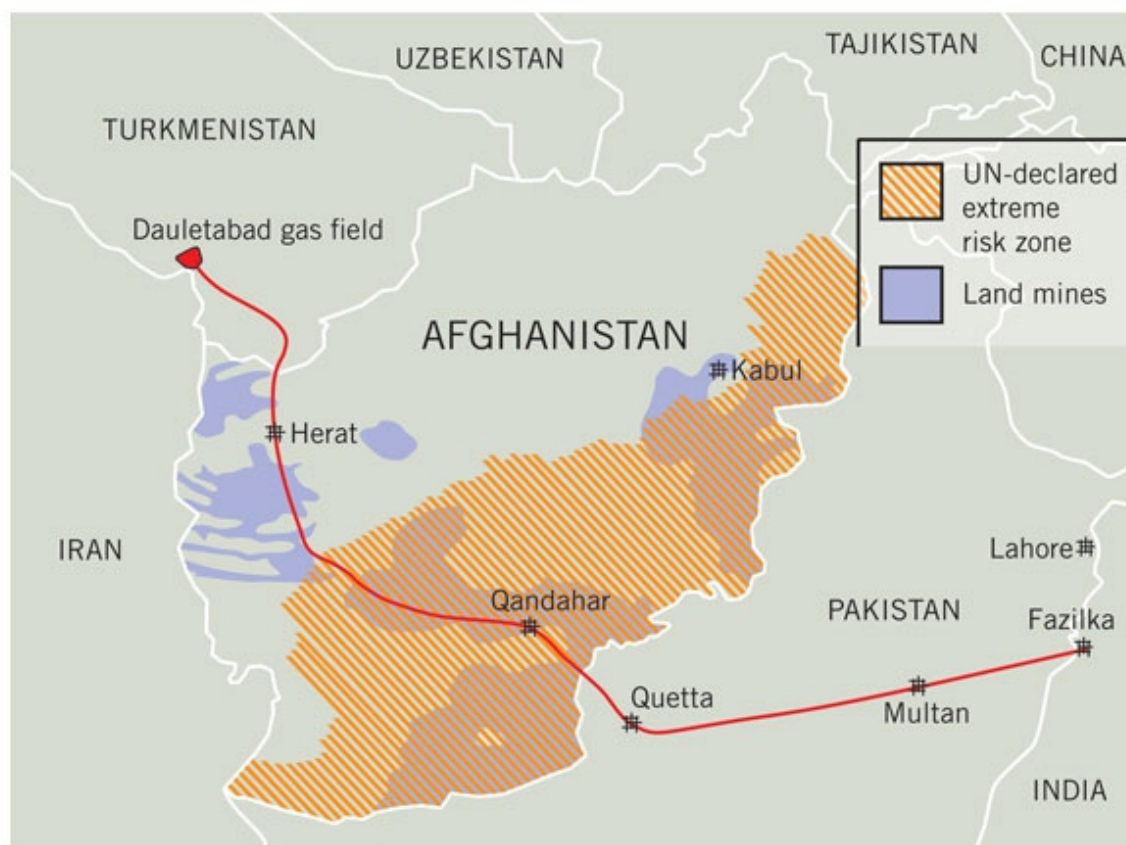 UZBEKISTAN
TAJIKISTAN
CHINA
TURKMENISTAN
UN-declared
extreme
risk zone
Land mines
Dauletabad gas field
AFGHANISTAN
Kabul
Herat
IRAN
Lahore
Qandahar
PAKISTAN
Fazilka
Quetta
Multan
INDIA